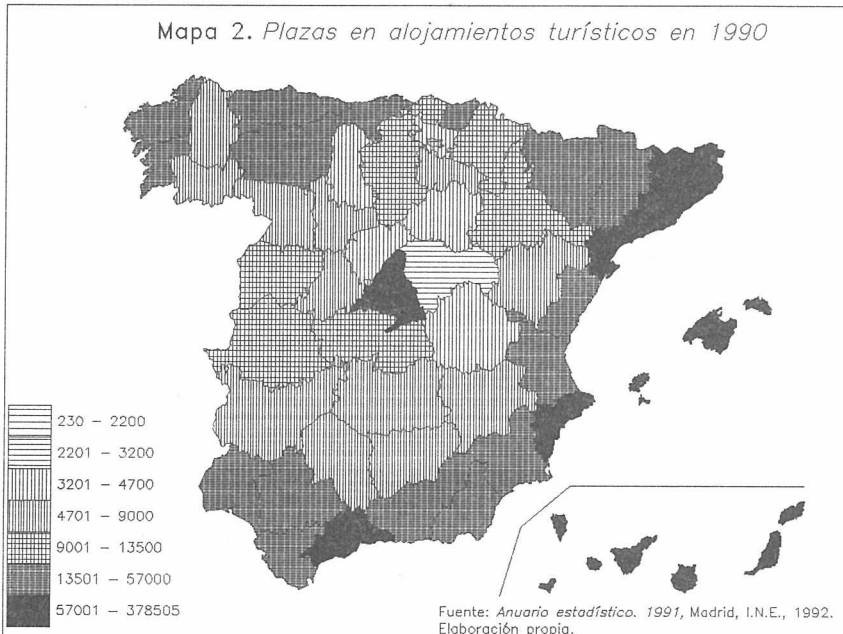 Mapa 2. Plazas en alojamientos turísticos en 1990
230 – 2200
2201 – 3200
3201 – 4700
4701 – 9000
9001 – 13500
13501 – 57000
57001 – 378505
Fuente: Anuario estadístico. 1991, Madrid, I.N.E., 1992.
Elaboración propia.